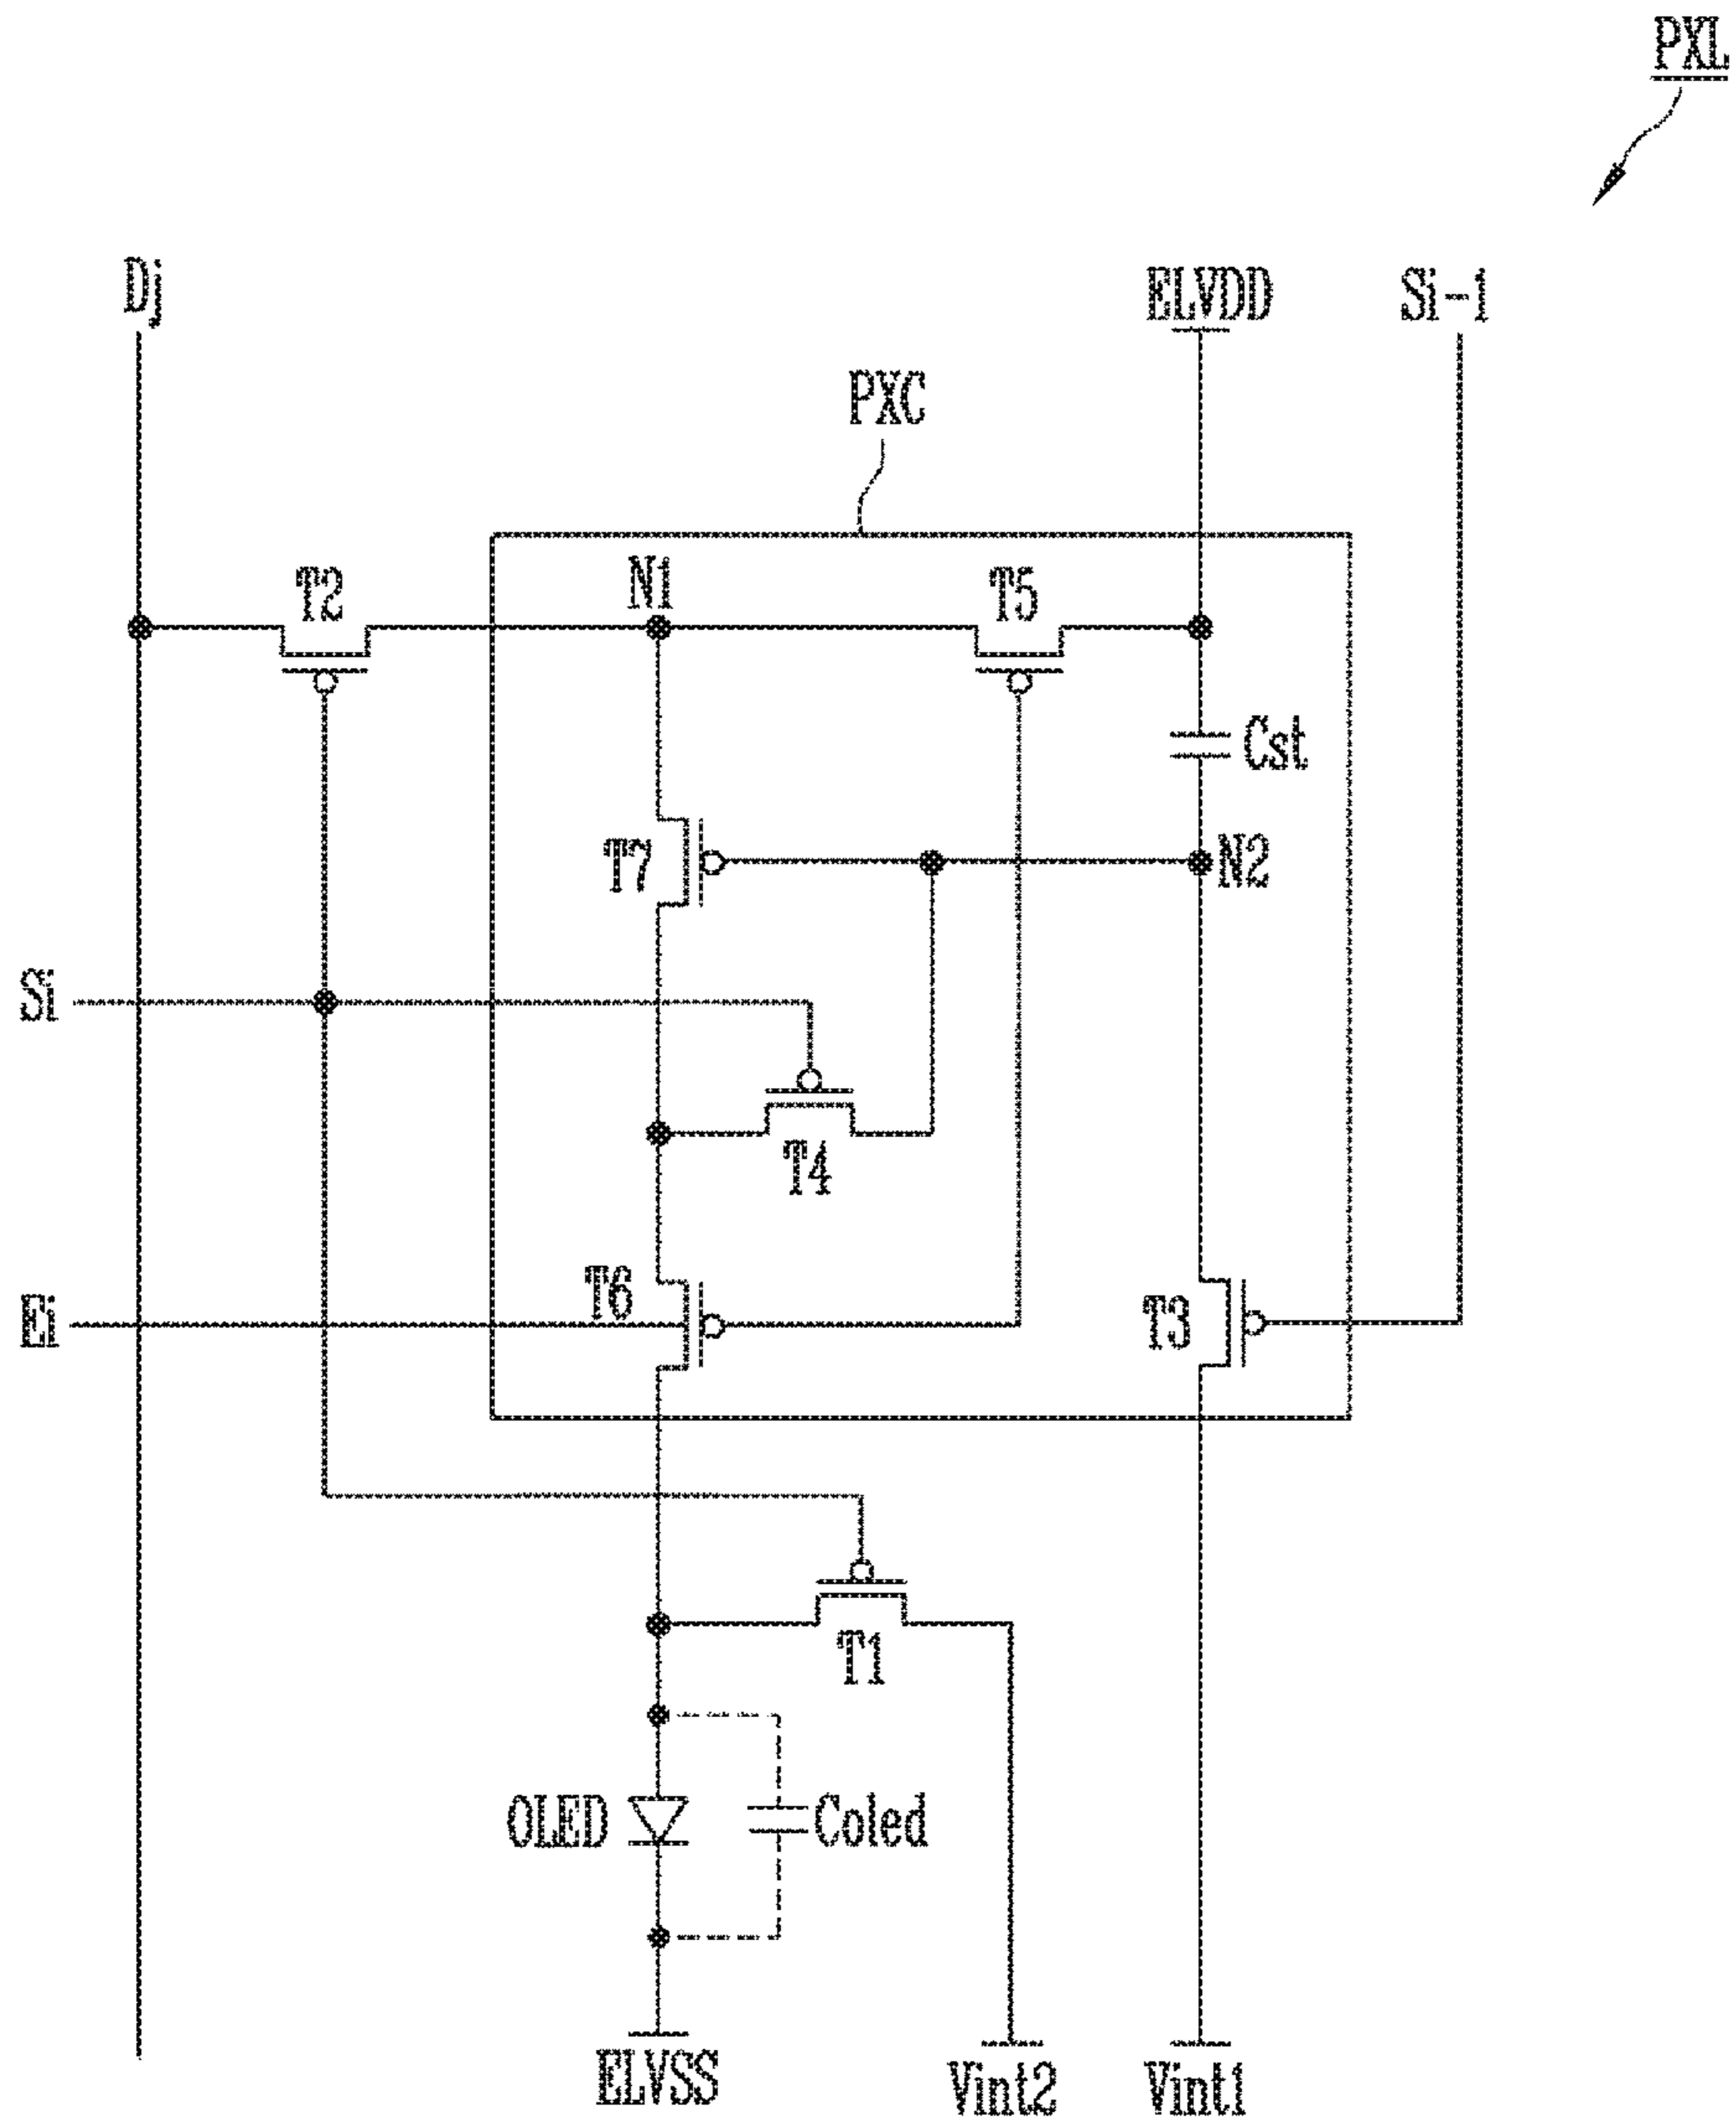 PXL
Dj
ELVDD
Si-1
PXC
T2
N1
T5
Cst
T7
N2
Si
T4
T6
Ei
T3
T1
OLED
Coled
ELVSS
Vint2
Vint1